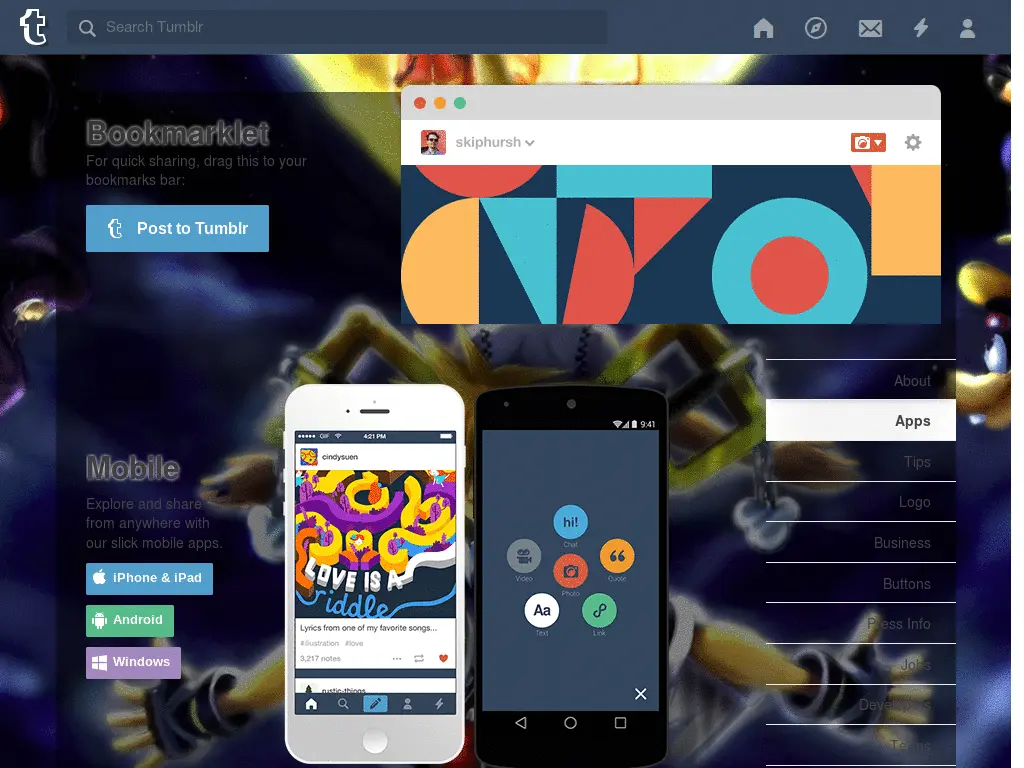 Search Tumblr
Bookmarklet
For quick sharing, drag this to your
bookmarks bar:
Post to Tumblr
skiphursh
About
Apps
Tips
Logo
Business
Buttons
Press Info
Jobs
Developers
Terms
Mobile
Explore and share
from anywhere with
our slick mobile apps.
iPhone & iPad
Android
Windows
GIF
4:21 PM
cindysuen
LOVE IS A
riddle
Lyrics from one of my favorite songs...
#illustration #love
3,217 notes
rustic-things
9:41
hi!
Chat
Video
Quote
Photo
Aa
Text
Link